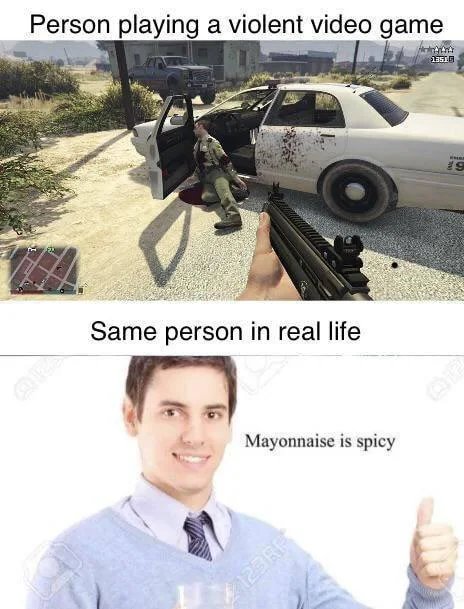 Person playing a violent video game
Same person in real life
Mayonnaise is spicy